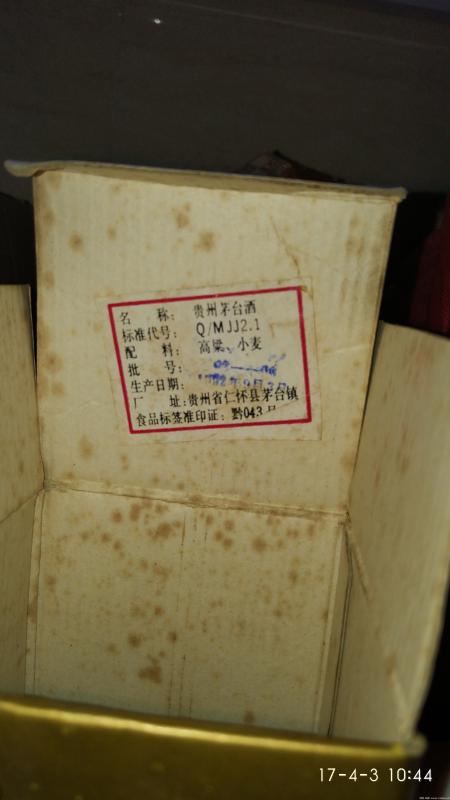 名 称: 贵州茅台酒
标准代号: Q/MJJ2.1
配 料: 高粱、小麦
批 号:
生产日期:
厂 址: 贵州省仁怀县茅台镇
食品标签准印证: 黔043号
17-4-3 10:44